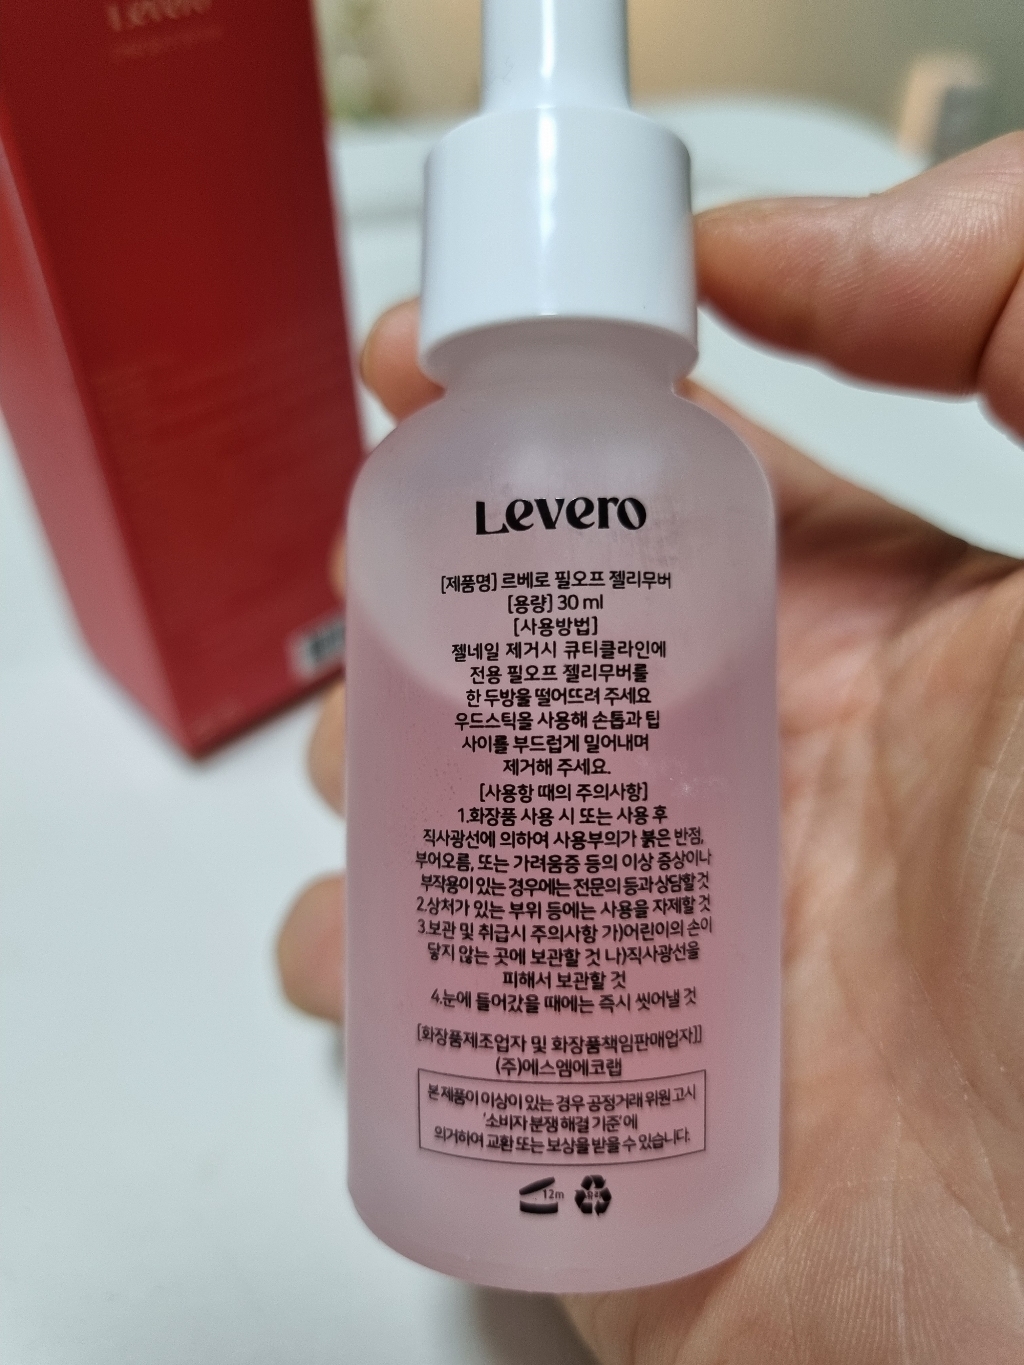 Levero
Levero
[제품명] 르베로 필오프 젤리무버
[용량] 30 ml
[사용방법]
젤네일 제거시 큐티클라인에
전용 필오프 젤리무버를
한 두방울 떨어뜨려 주세요
우드스틱을 사용해 손톱과 팁
사이를 부드럽게 밀어내며
제거해 주세요.
[사용항 때의 주의사항]
1.화장품 사용 시 또는 사용 후
직사광선에 의하여 사용부의가 붉은 반점,
부어오름, 또는 가려움증 등의 이상 증상이나
부작용이 있는 경우에는 전문의 등과 상담할 것
2.상처가 있는 부위 등에는 사용을 자제할 것
3.보관 및 취급시 주의사항 가)어린이의 손이
닿지 않는 곳에 보관할 것 나)직사광선을
피해서 보관할 것
4.눈에 들어갔을 때에는 즉시 씻어낼 것
[화장품제조업자 및 화장품책임판매업자]]
(주)에스엠에코랩
본 제품이 이상이 있는 경우 공정거래 위원 고시
'소비자 분쟁 해결 기준'에
의거하여 교환 또는 보상을 받을 수 있습니다.
12m